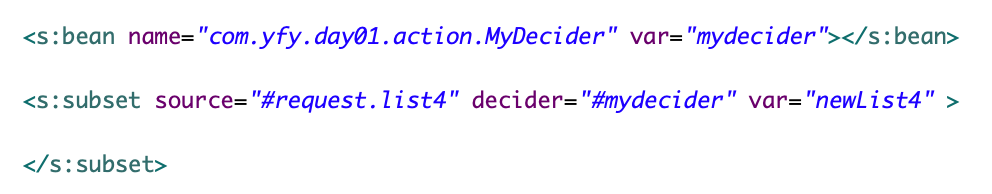 <s:bean name="com.yfy.day01.action.MyDecider" var="mydecider"></s:bean>
<s:subset source="#request.list4" decider="#mydecider" var="newList4" >
</s:subset>